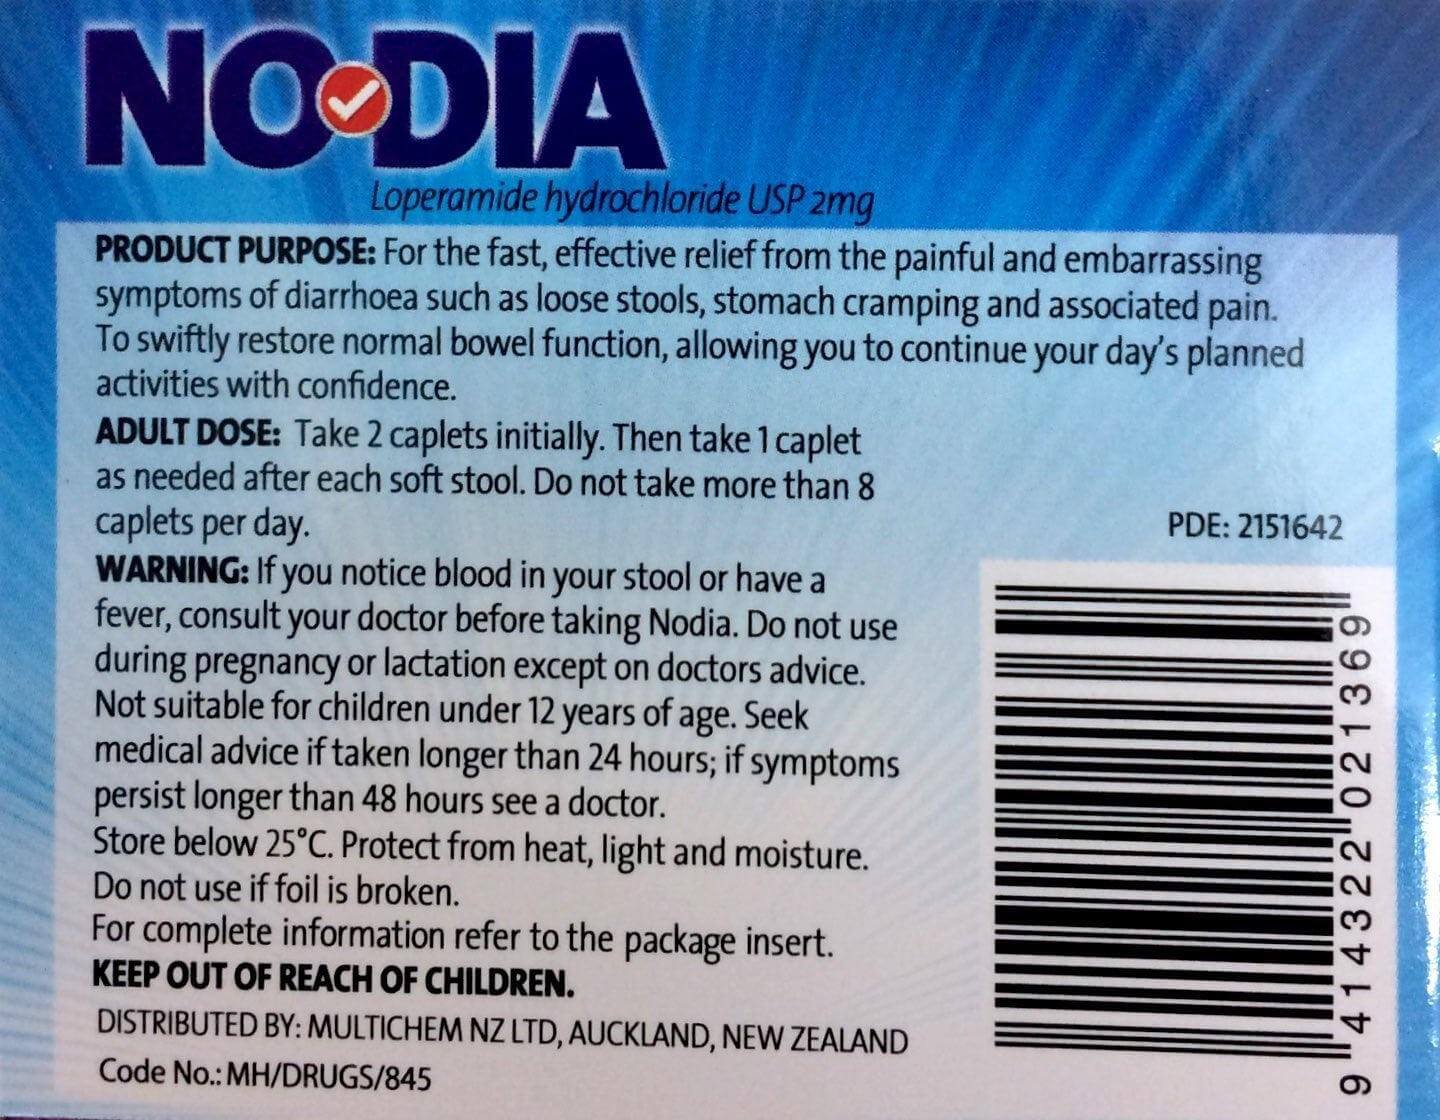 NODIA
Loperamide hydrochloride USP 2mg
PRODUCT PURPOSE: For the fast, effective relief from the painful and embarrassing
symptoms of diarrhoea such as loose stools, stomach cramping and associated pain.
To swiftly restore normal bowel function, allowing you to continue your day's planned
activities with confidence.
ADULT DOSE: Take 2 caplets initially. Then take 1 caplet
as needed after each soft stool. Do not take more than 8
caplets per day.
PDE: 2151642
WARNING: If you notice blood in your stool or have a
fever, consult your doctor before taking Nodia. Do not use
during pregnancy or lactation except on doctors advice.
Not suitable for children under 12 years of age. Seek
medical advice if taken longer than 24 hours; if symptoms
persist longer than 48 hours see a doctor.
Store below 25°C. Protect from heat, light and moisture.
Do not use if foil is broken.
For complete information refer to the package insert.
KEEP OUT OF REACH OF CHILDREN.
DISTRIBUTED BY: MULTICHEM NZ LTD, AUCKLAND, NEW ZEALAND
Code No.: MH/DRUGS/845
9 414322 021369